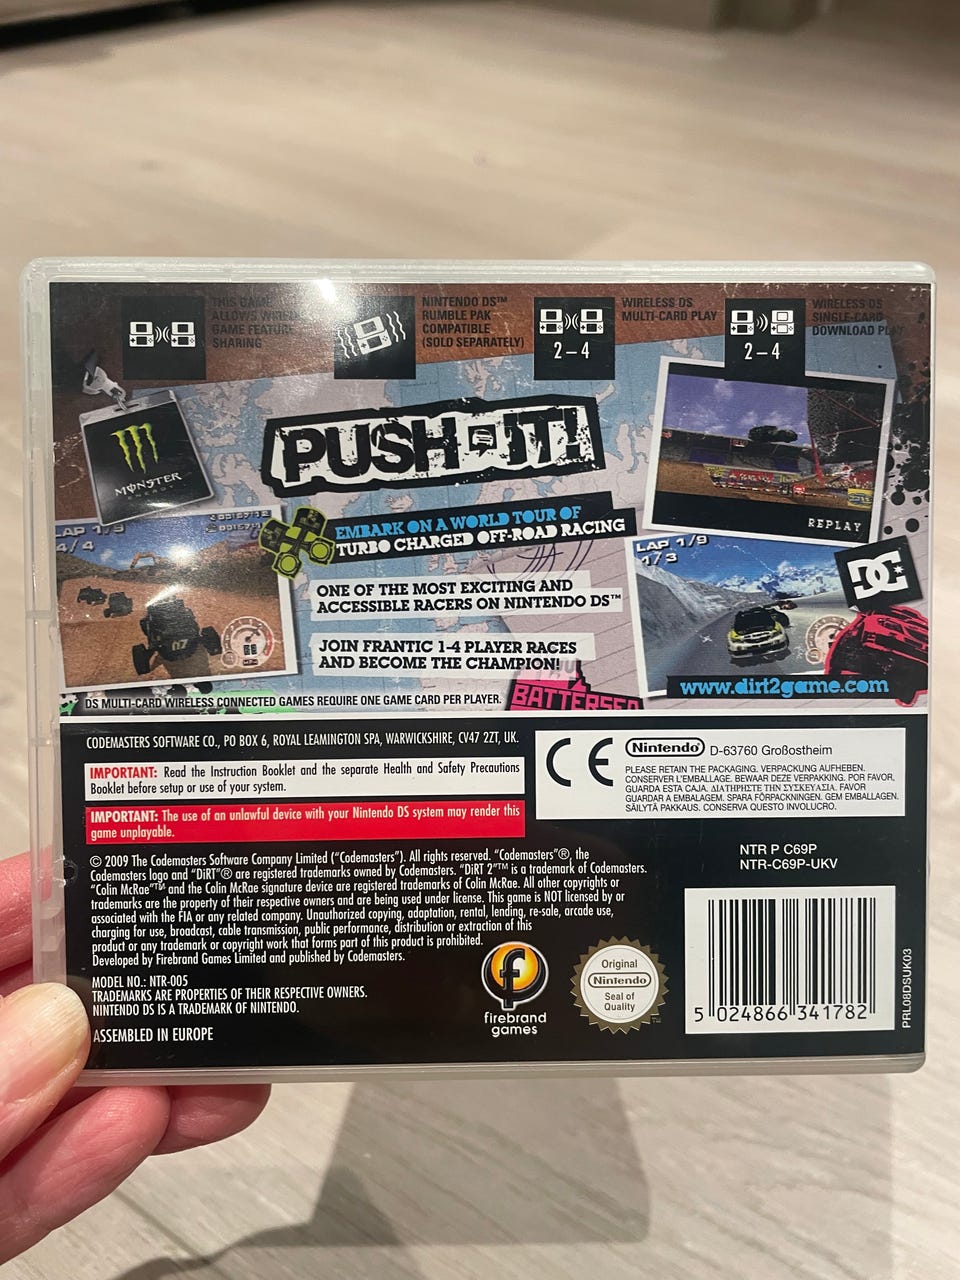 THIS GAME
ALLOWS WIRELESS
GAME FEATURE
SHARING
NINTENDO DS™
RUMBLE PAK
COMPATIBLE
(SOLD SEPARATELY)
2-4
WIRELESS DS
MULTI-CARD PLAY
2-4
WIRELESS DS
SINGLE-CARD
DOWNLOAD PLAY
MONSTER
ENERGY
PUSH IT!
REPLAY
EMBARK ON A WORLD TOUR OF
TURBO CHARGED OFF-ROAD RACING
LAP 1/3
4/4
07
ONE OF THE MOST EXCITING AND
ACCESSIBLE RACERS ON NINTENDO DS™
LAP 1/3
1/3
DC
JOIN FRANTIC 1-4 PLAYER RACES
AND BECOME THE CHAMPION!
BATTERSEA
www.dirt2game.com
DS MULTI-CARD WIRELESS CONNECTED GAMES REQUIRE ONE GAME CARD PER PLAYER.
CODEMASTERS SOFTWARE CO., PO BOX 6, ROYAL LEAMINGTON SPA, WARWICKSHIRE, CV47 2ZT, UK.
IMPORTANT: Read the Instruction Booklet and the separate Health and Safety Precautions
Booklet before setup or use of your system.
IMPORTANT: The use of an unlawful device with your Nintendo DS system may render this
game unplayable.
CE
Nintendo® D-63760 Großostheim
PLEASE RETAIN THE PACKAGING. VERPACKUNG AUFHEBEN.
CONSERVER L'EMBALLAGE. BEWAAR DEZE VERPAKKING. POR FAVOR,
GUARDA ESTA CAJA. ΔΙΑΤΗΡΗΣΤΕ ΤΗΝ ΣΥΣΚΕΥΑΣΙΑ. FAVOR
GUARDAR A EMBALAGEM. SPARA FÖRPACKNINGEN. GEM EMBALLAGEN.
SÄILYTÄ PAKKAUS. CONSERVA QUESTO INVOLUCRO.
NTR P C69P
NTR-C69P-UKV
© 2009 The Codemasters Software Company Limited ("Codemasters"). All rights reserved. "Codemasters"®, the
Codemasters logo and "DiRT"® are registered trademarks owned by Codemasters. "DiRT 2"™ is a trademark of Codemasters.
"Colin McRae"™ and the Colin McRae signature device are registered trademarks of Colin McRae. All other copyrights or
trademarks are the property of their respective owners and are being used under license. This game is NOT licensed by or
associated with the FIA or any related company. Unauthorized copying, adaptation, rental, lending, re-sale, arcade use,
charging for use, broadcast, cable transmission, public performance, distribution or extraction of this
product or any trademark or copyright work that forms part of this product is prohibited.
Developed by Firebrand Games Limited and published by Codemasters.
MODEL NO.: NTR-005
TRADEMARKS ARE PROPERTIES OF THEIR RESPECTIVE OWNERS.
NINTENDO DS IS A TRADEMARK OF NINTENDO.
ASSEMBLED IN EUROPE
f
firebrand
games
Original
Nintendo
Seal of
Quality
5 024866 341782
PRL08DSUK03